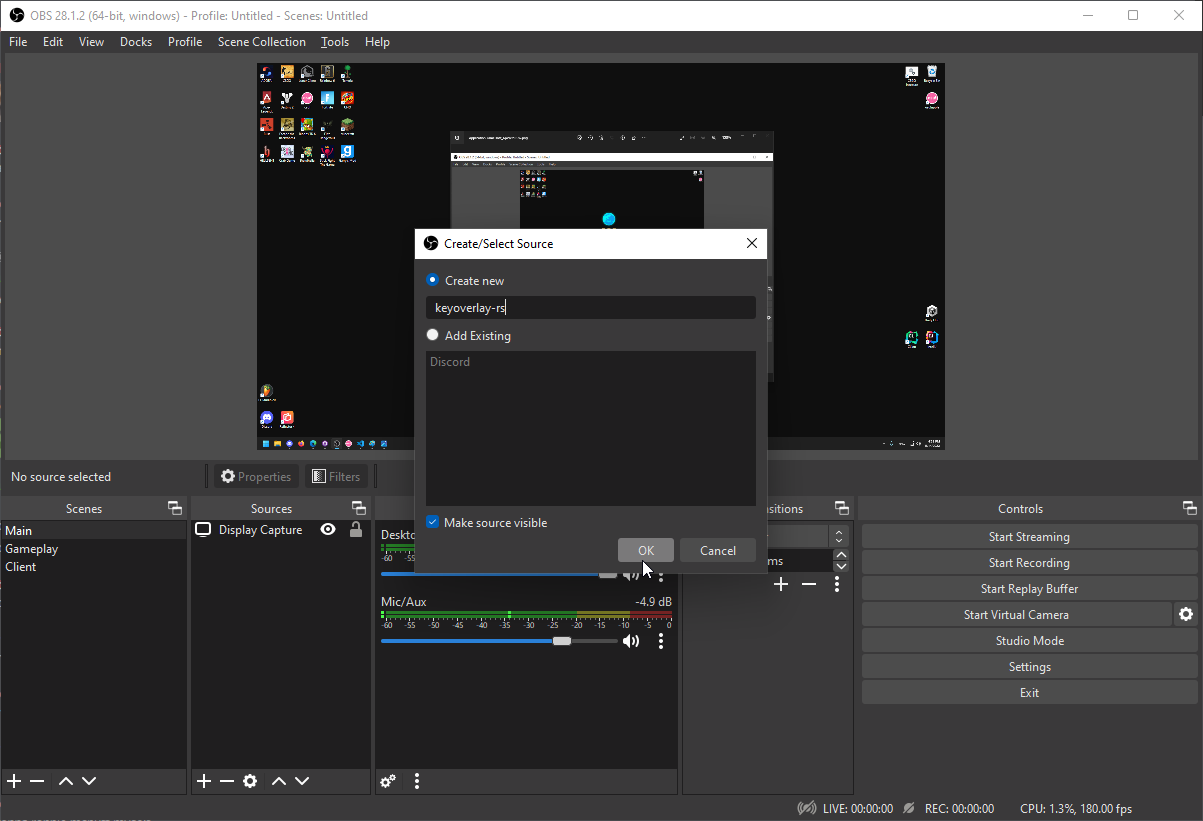 OBS 28.1.2 (64-bit, windows) - Profile: Untitled - Scenes: Untitled
File Edit View Docks Profile Scene Collection Tools Help
Create/Select Source
Create new
keyoverlay-rs
Add Existing
Discord
Make source visible
OK Cancel
No source selected Properties Filters
Scenes Sources sitions Controls
Main
Gameplay
Client
Display Capture
Deskto
-60 -55
Mic/Aux -4.9 dB
-60 -55 -50 -45 -40 -35 -30 -25 -20 -15 -10 -5 0
ms
Start Streaming
Start Recording
Start Replay Buffer
Start Virtual Camera
Studio Mode
Settings
Exit
LIVE: 00:00:00 REC: 00:00:00 CPU: 1.3%, 180.00 fps